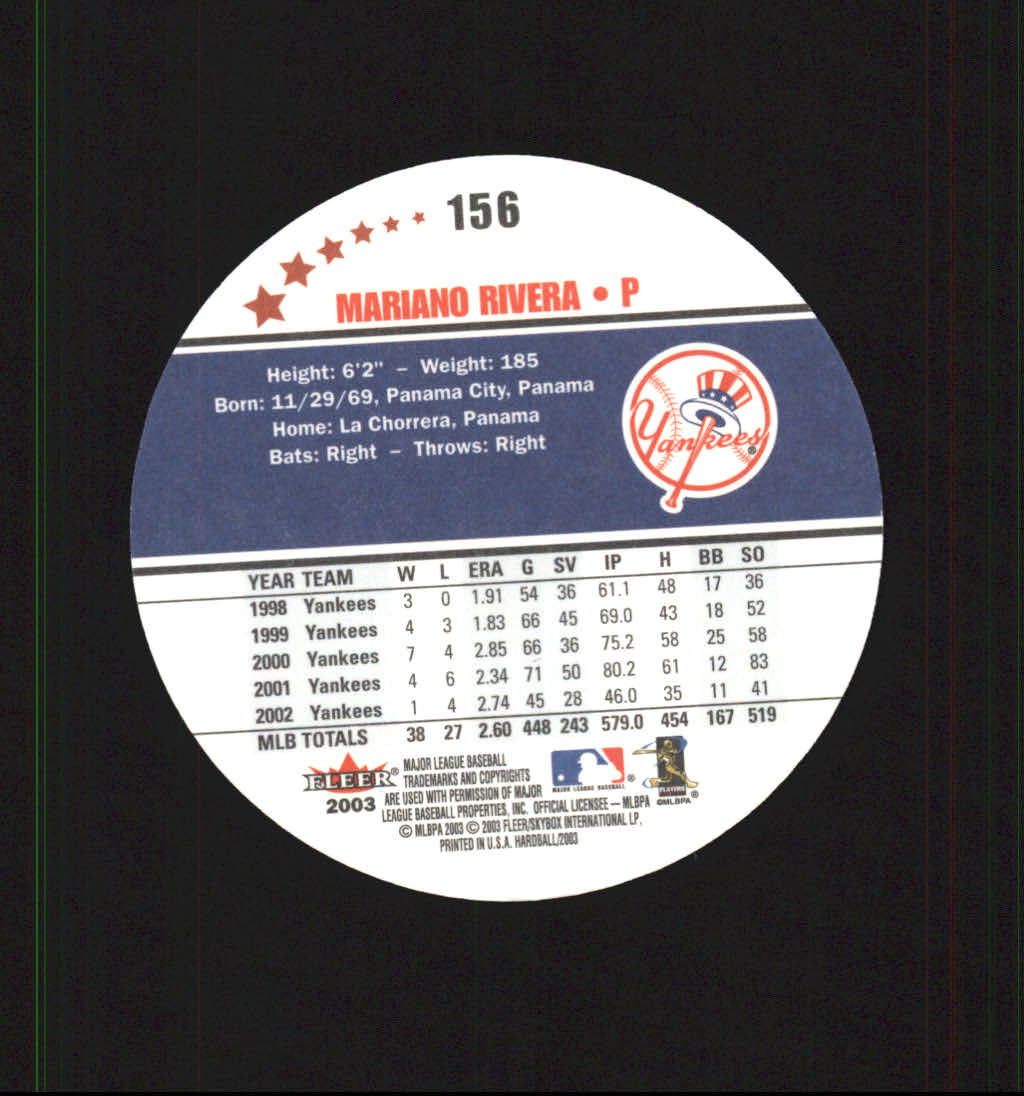 156
MARIANO RIVERA • P
Height: 6'2" – Weight: 185
Born: 11/29/69, Panama City, Panama
Home: La Chorrera, Panama
Bats: Right – Throws: Right
Yankees®
YEAR TEAM W L ERA G SV IP H BB SO
1998 Yankees 3 0 1.91 54 36 61.1 48 17 36
1999 Yankees 4 3 1.83 66 45 69.0 43 18 52
2000 Yankees 7 4 2.85 66 36 75.2 58 25 58
2001 Yankees 4 6 2.34 71 50 80.2 61 12 83
2002 Yankees 1 4 2.74 45 28 46.0 35 11 41
MLB TOTALS 38 27 2.60 448 243 579.0 454 167 519
FLEER®
2003
MAJOR LEAGUE BASEBALL
TRADEMARKS AND COPYRIGHTS
ARE USED WITH PERMISSION OF MAJOR
LEAGUE BASEBALL PROPERTIES, INC. OFFICIAL LICENSEE — MLBPA
© MLBPA 2003 © 2003 FLEER/SKYBOX INTERNATIONAL LP.
PRINTED IN U.S.A. HARDBALL/2003
MAJOR LEAGUE BASEBALL®
PLAYERS
©MLBPA®